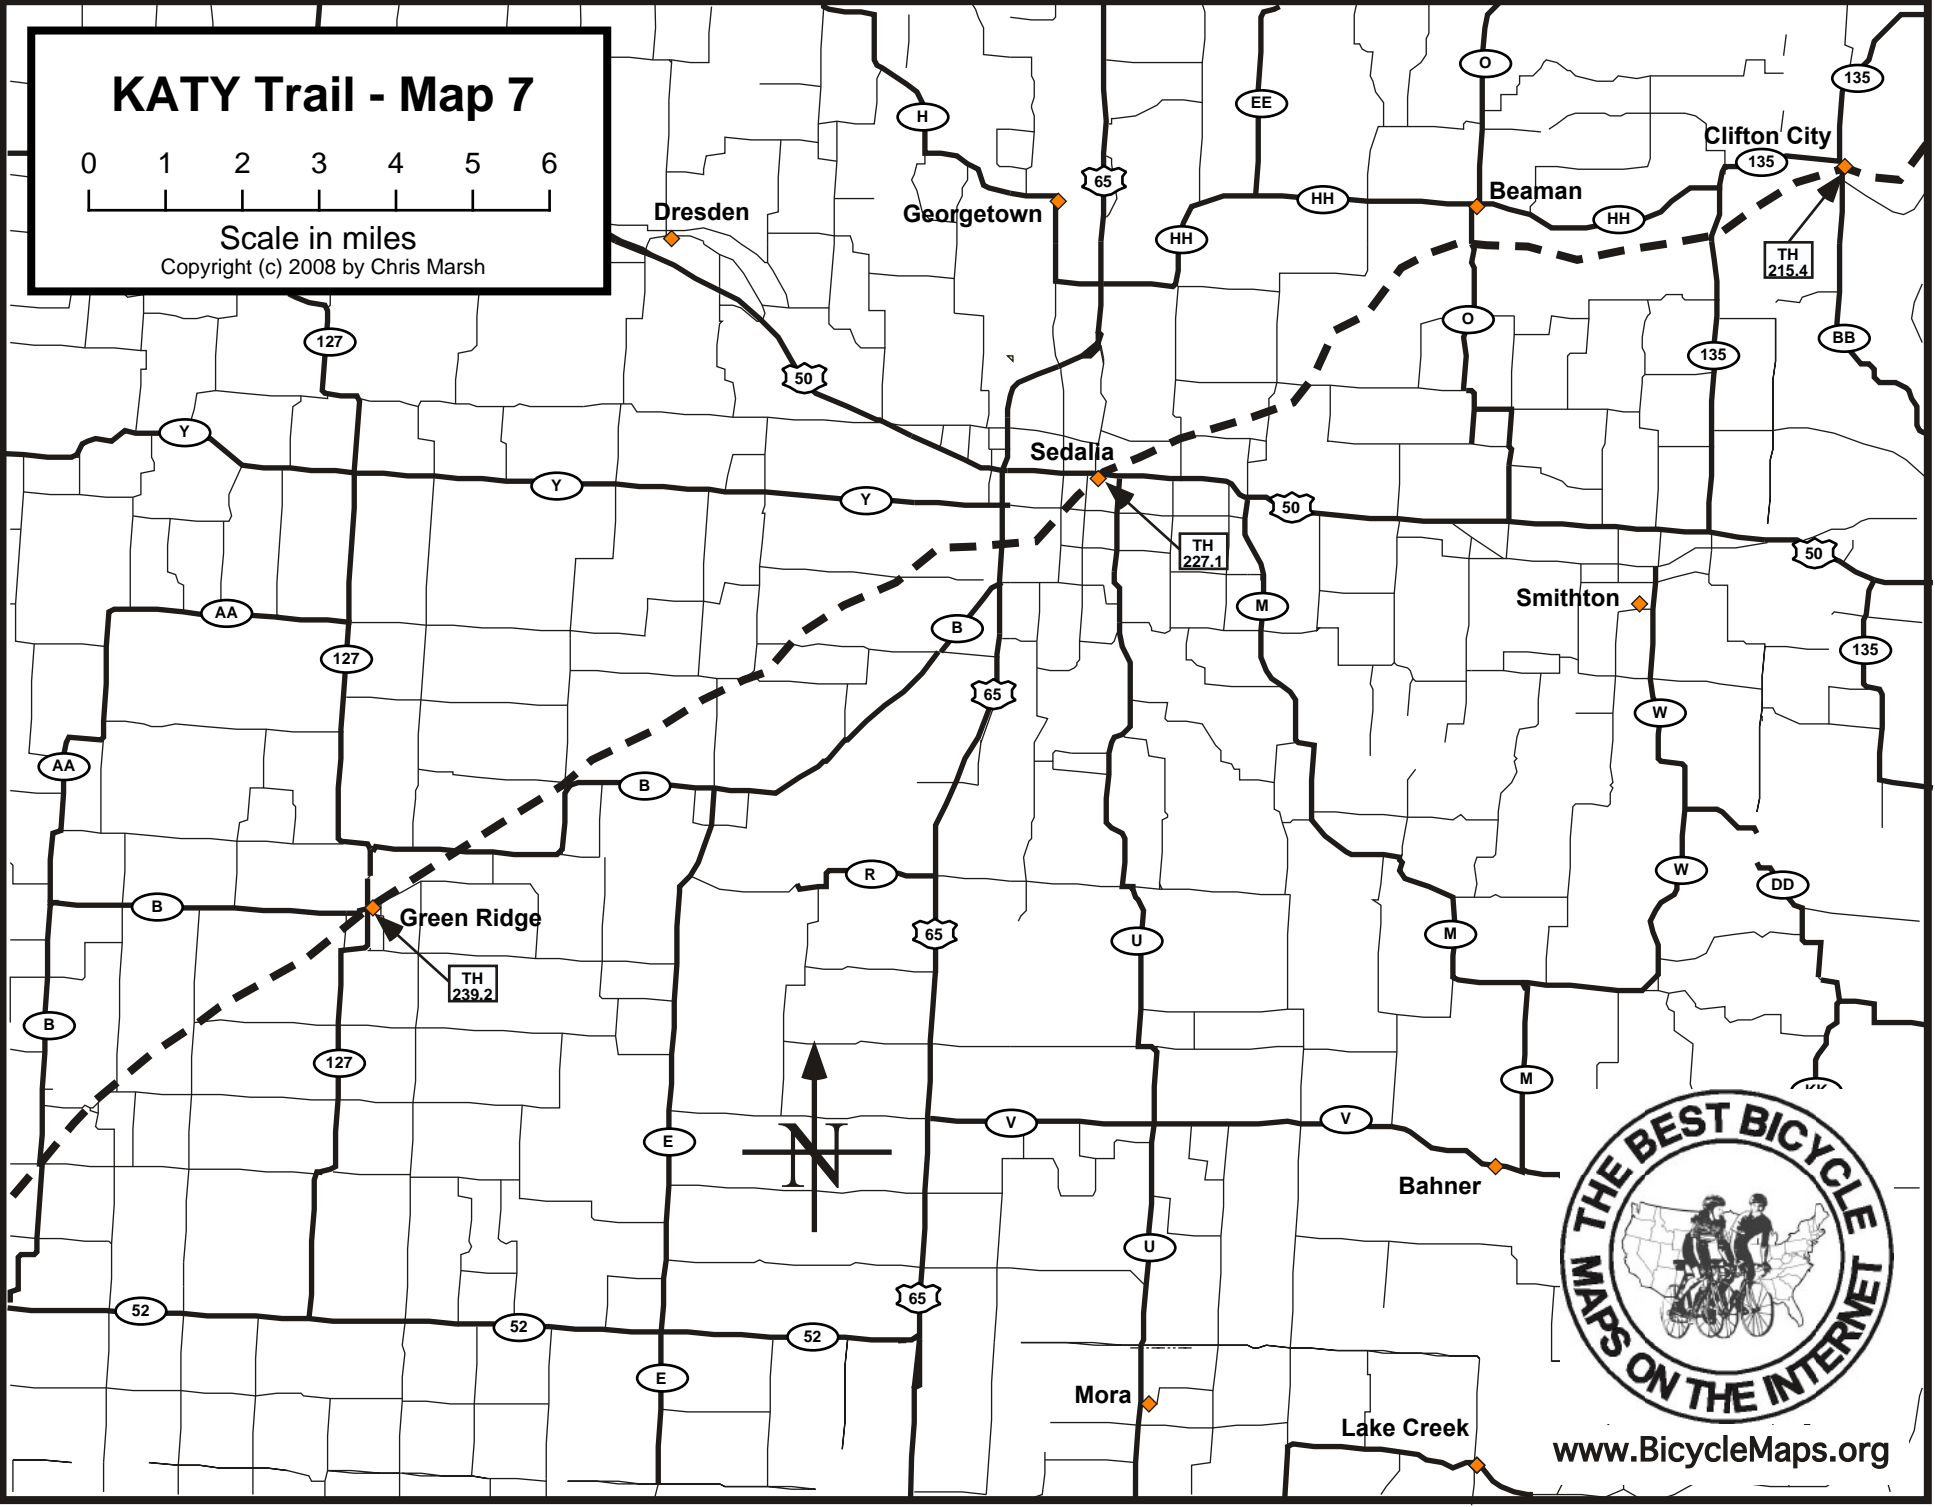 KATY Trail - Map 7
0 1 2 3 4 5 6
Scale in miles
Copyright (c) 2008 by Chris Marsh
O
135
EE
H
Clifton City
135
65
Beaman
HH
Dresden
Georgetown
HH
HH
TH
215.4
O
BB
127
135
50
Y
Sedalia
Y
Y
50
TH
227.1
50
Smithton
M
AA
B
135
127
65
W
AA
B
R
W
DD
B
Green Ridge
65
M
U
TH
239.2
B
127
M
KK
V
V
E
N
Bahner
U
65
52
52
52
E
Mora
Lake Creek
THE BEST BICYCLE
MAPS ON THE INTERNET
www.BicycleMaps.org